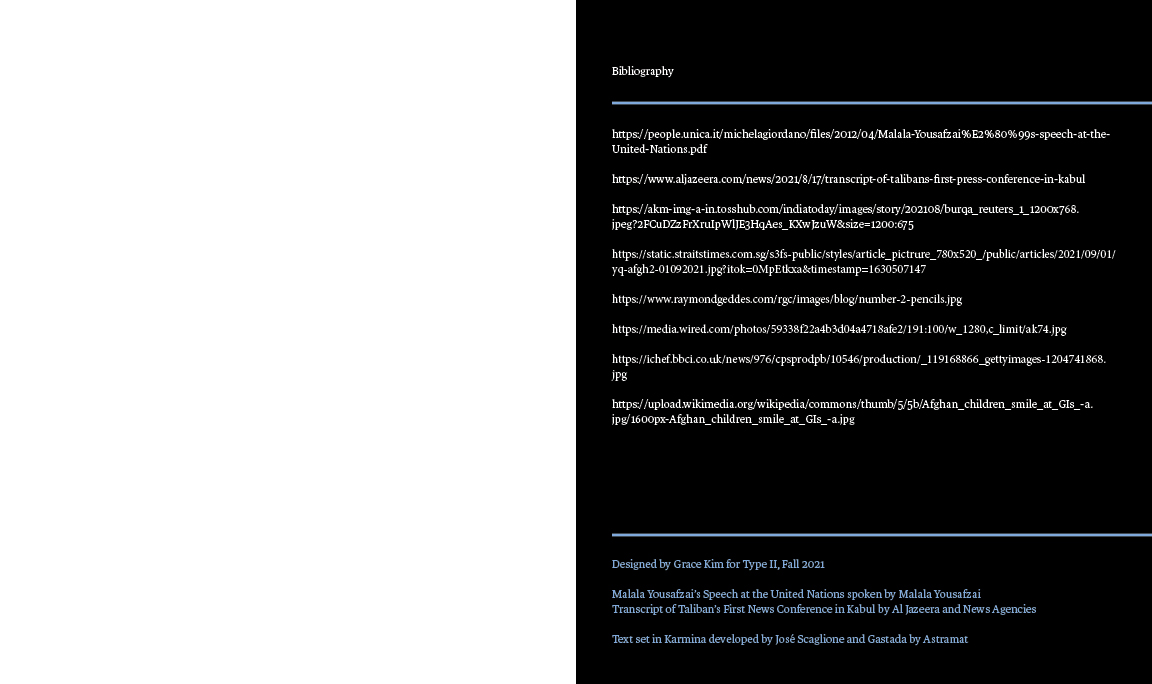 Bibliography
https://people.unica.it/michelagiordano/files/2012/04/Malala-Yousafzai%E2%80%99s-speech-at-the-
United-Nations.pdf
https://www.aljazeera.com/news/2021/8/17/transcript-of-talibans-first-press-conference-in-kabul
https://akm-img-a-in.tosshub.com/indiatoday/images/story/202108/burqa_reuters_1_1200x768.
jpeg?2FCuDZzFrXruIpWlJE3HqAes_KXwJzuW&size=1200:675
https://static.straitstimes.com.sg/s3fs-public/styles/article_pictrure_780x520_/public/articles/2021/09/01/
yq-afgh2-01092021.jpg?itok=0MpEtkxa&timestamp=1630507147
https://www.raymondgeddes.com/rgc/images/blog/number-2-pencils.jpg
https://media.wired.com/photos/59338f22a4b3d04a4718afe2/191:100/w_1280,c_limit/ak74.jpg
https://ichef.bbci.co.uk/news/976/cpsprodpb/10546/production/_119168866_gettyimages-1204741868.
jpg
https://upload.wikimedia.org/wikipedia/commons/thumb/5/5b/Afghan_children_smile_at_GIs_-a.
jpg/1600px-Afghan_children_smile_at_GIs_-a.jpg
Designed by Grace Kim for Type II, Fall 2021
Malala Yousafzai’s Speech at the United Nations spoken by Malala Yousafzai
Transcript of Taliban’s First News Conference in Kabul by Al Jazeera and News Agencies
Text set in Karmina developed by José Scaglione and Gastada by Astramat